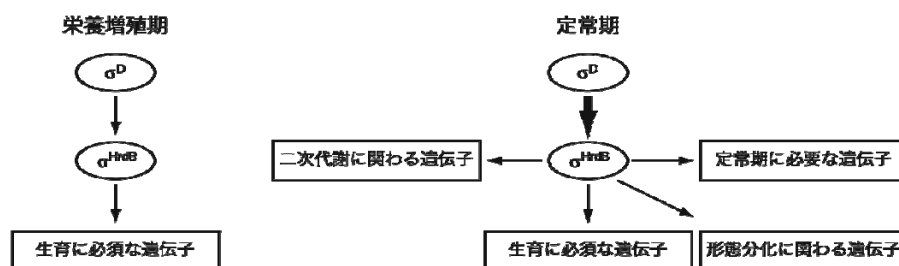 栄養増殖期
定常期
σD
σD
σHrdB
二次代謝に関わる遺伝子
σHrdB
定常期に必要な遺伝子
生育に必須な遺伝子
生育に必須な遺伝子
形態分化に関わる遺伝子